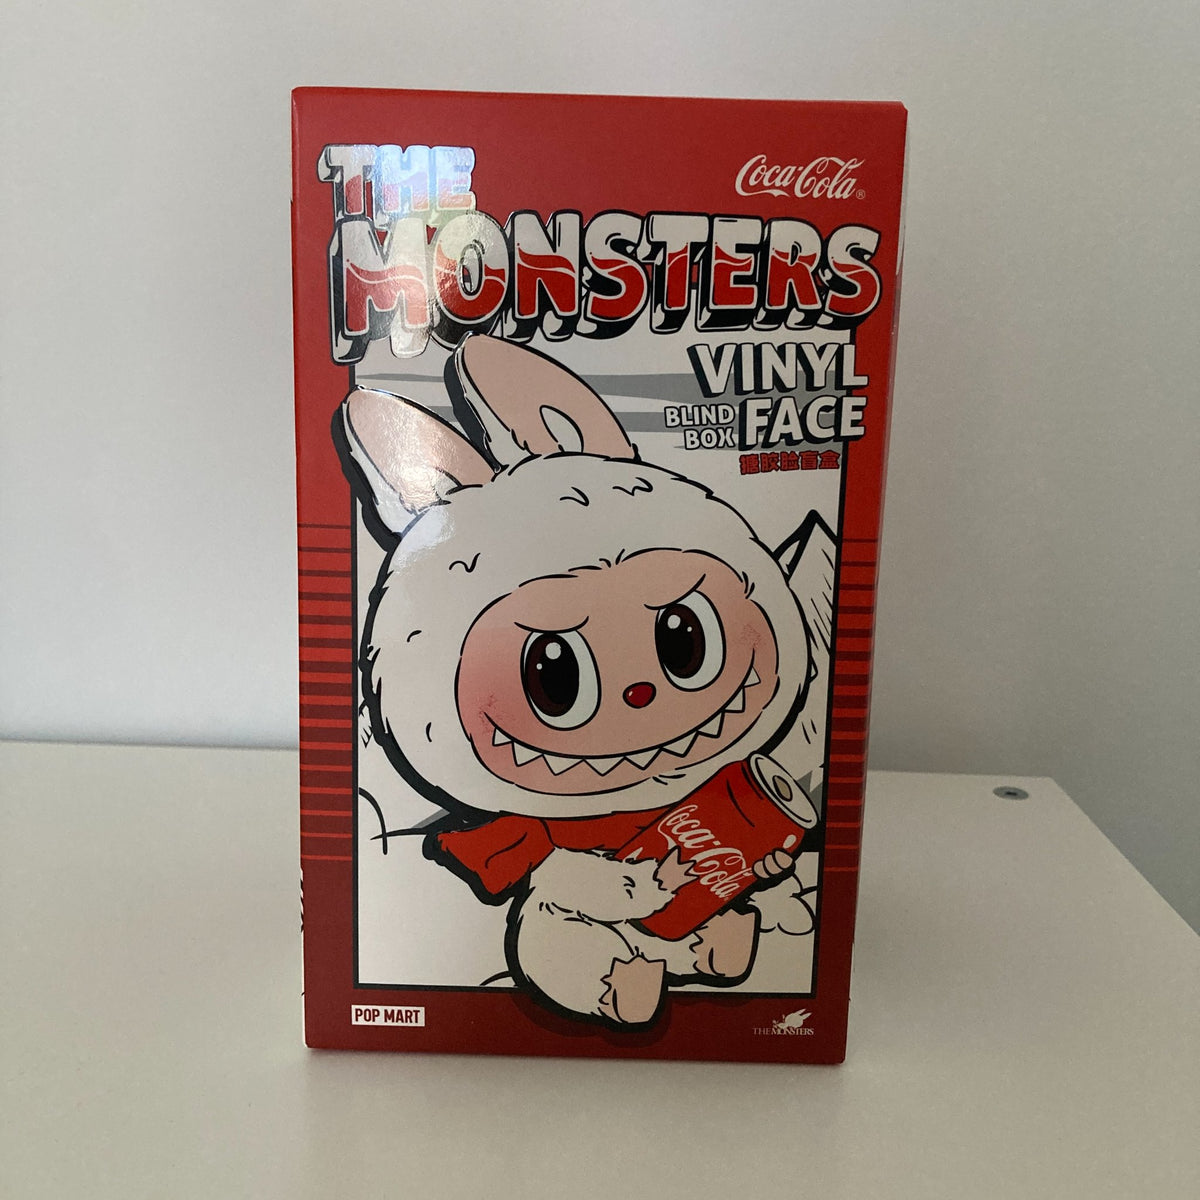 Coca-Cola®
THE
MONSTERS
VINYL
BLIND BOX FACE
搪胶脸盲盒
Coca-Cola
POP MART
THE MONSTERS